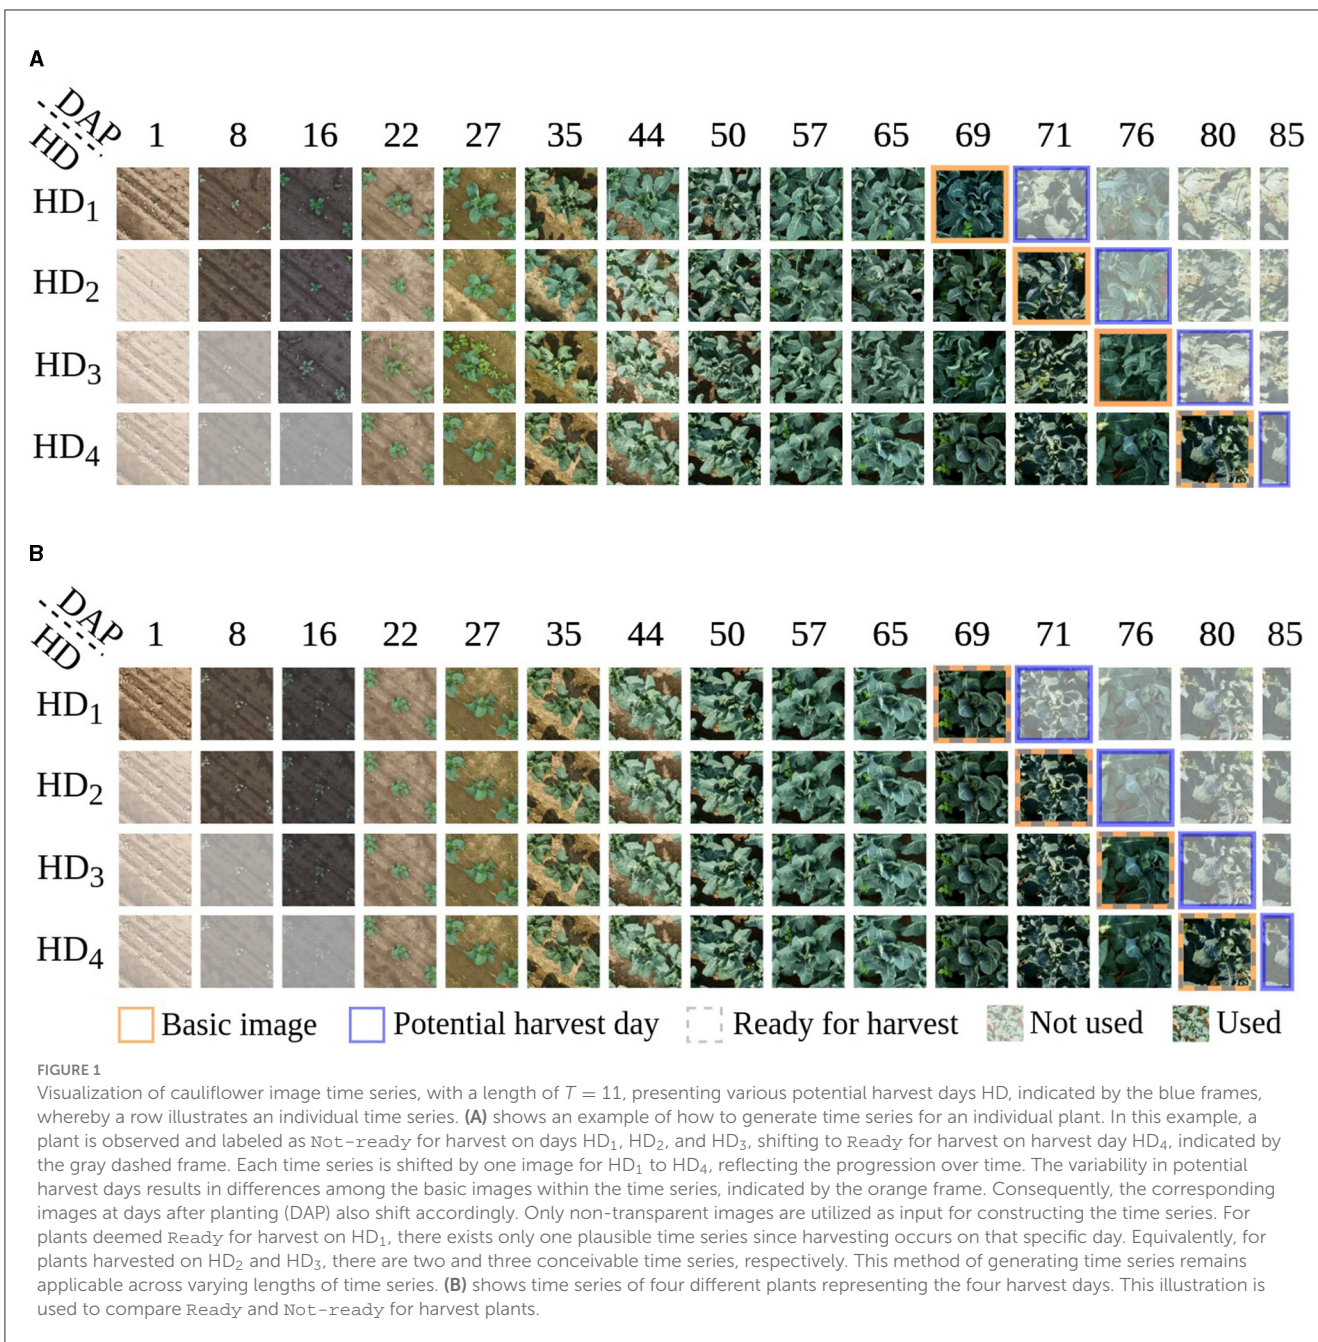 A
DAP
HD
1 8 16 22 27 35 44 50 57 65 69 71 76 80 85
HD1
HD2
HD3
HD4
B
DAP
HD
1 8 16 22 27 35 44 50 57 65 69 71 76 80 85
HD1
HD2
HD3
HD4
Basic image Potential harvest day Ready for harvest Not used Used
FIGURE 1
Visualization of cauliflower image time series, with a length of T = 11, presenting various potential harvest days HD, indicated by the blue frames,
whereby a row illustrates an individual time series. (A) shows an example of how to generate time series for an individual plant. In this example, a
plant is observed and labeled as Not-ready for harvest on days HD1, HD2, and HD3, shifting to Ready for harvest on harvest day HD4, indicated by
the gray dashed frame. Each time series is shifted by one image for HD1 to HD4, reflecting the progression over time. The variability in potential
harvest days results in differences among the basic images within the time series, indicated by the orange frame. Consequently, the corresponding
images at days after planting (DAP) also shift accordingly. Only non-transparent images are utilized as input for constructing the time series. For
plants deemed Ready for harvest on HD1, there exists only one plausible time series since harvesting occurs on that specific day. Equivalently, for
plants harvested on HD2 and HD3, there are two and three conceivable time series, respectively. This method of generating time series remains
applicable across varying lengths of time series. (B) shows time series of four different plants representing the four harvest days. This illustration is
used to compare Ready and Not-ready for harvest plants.